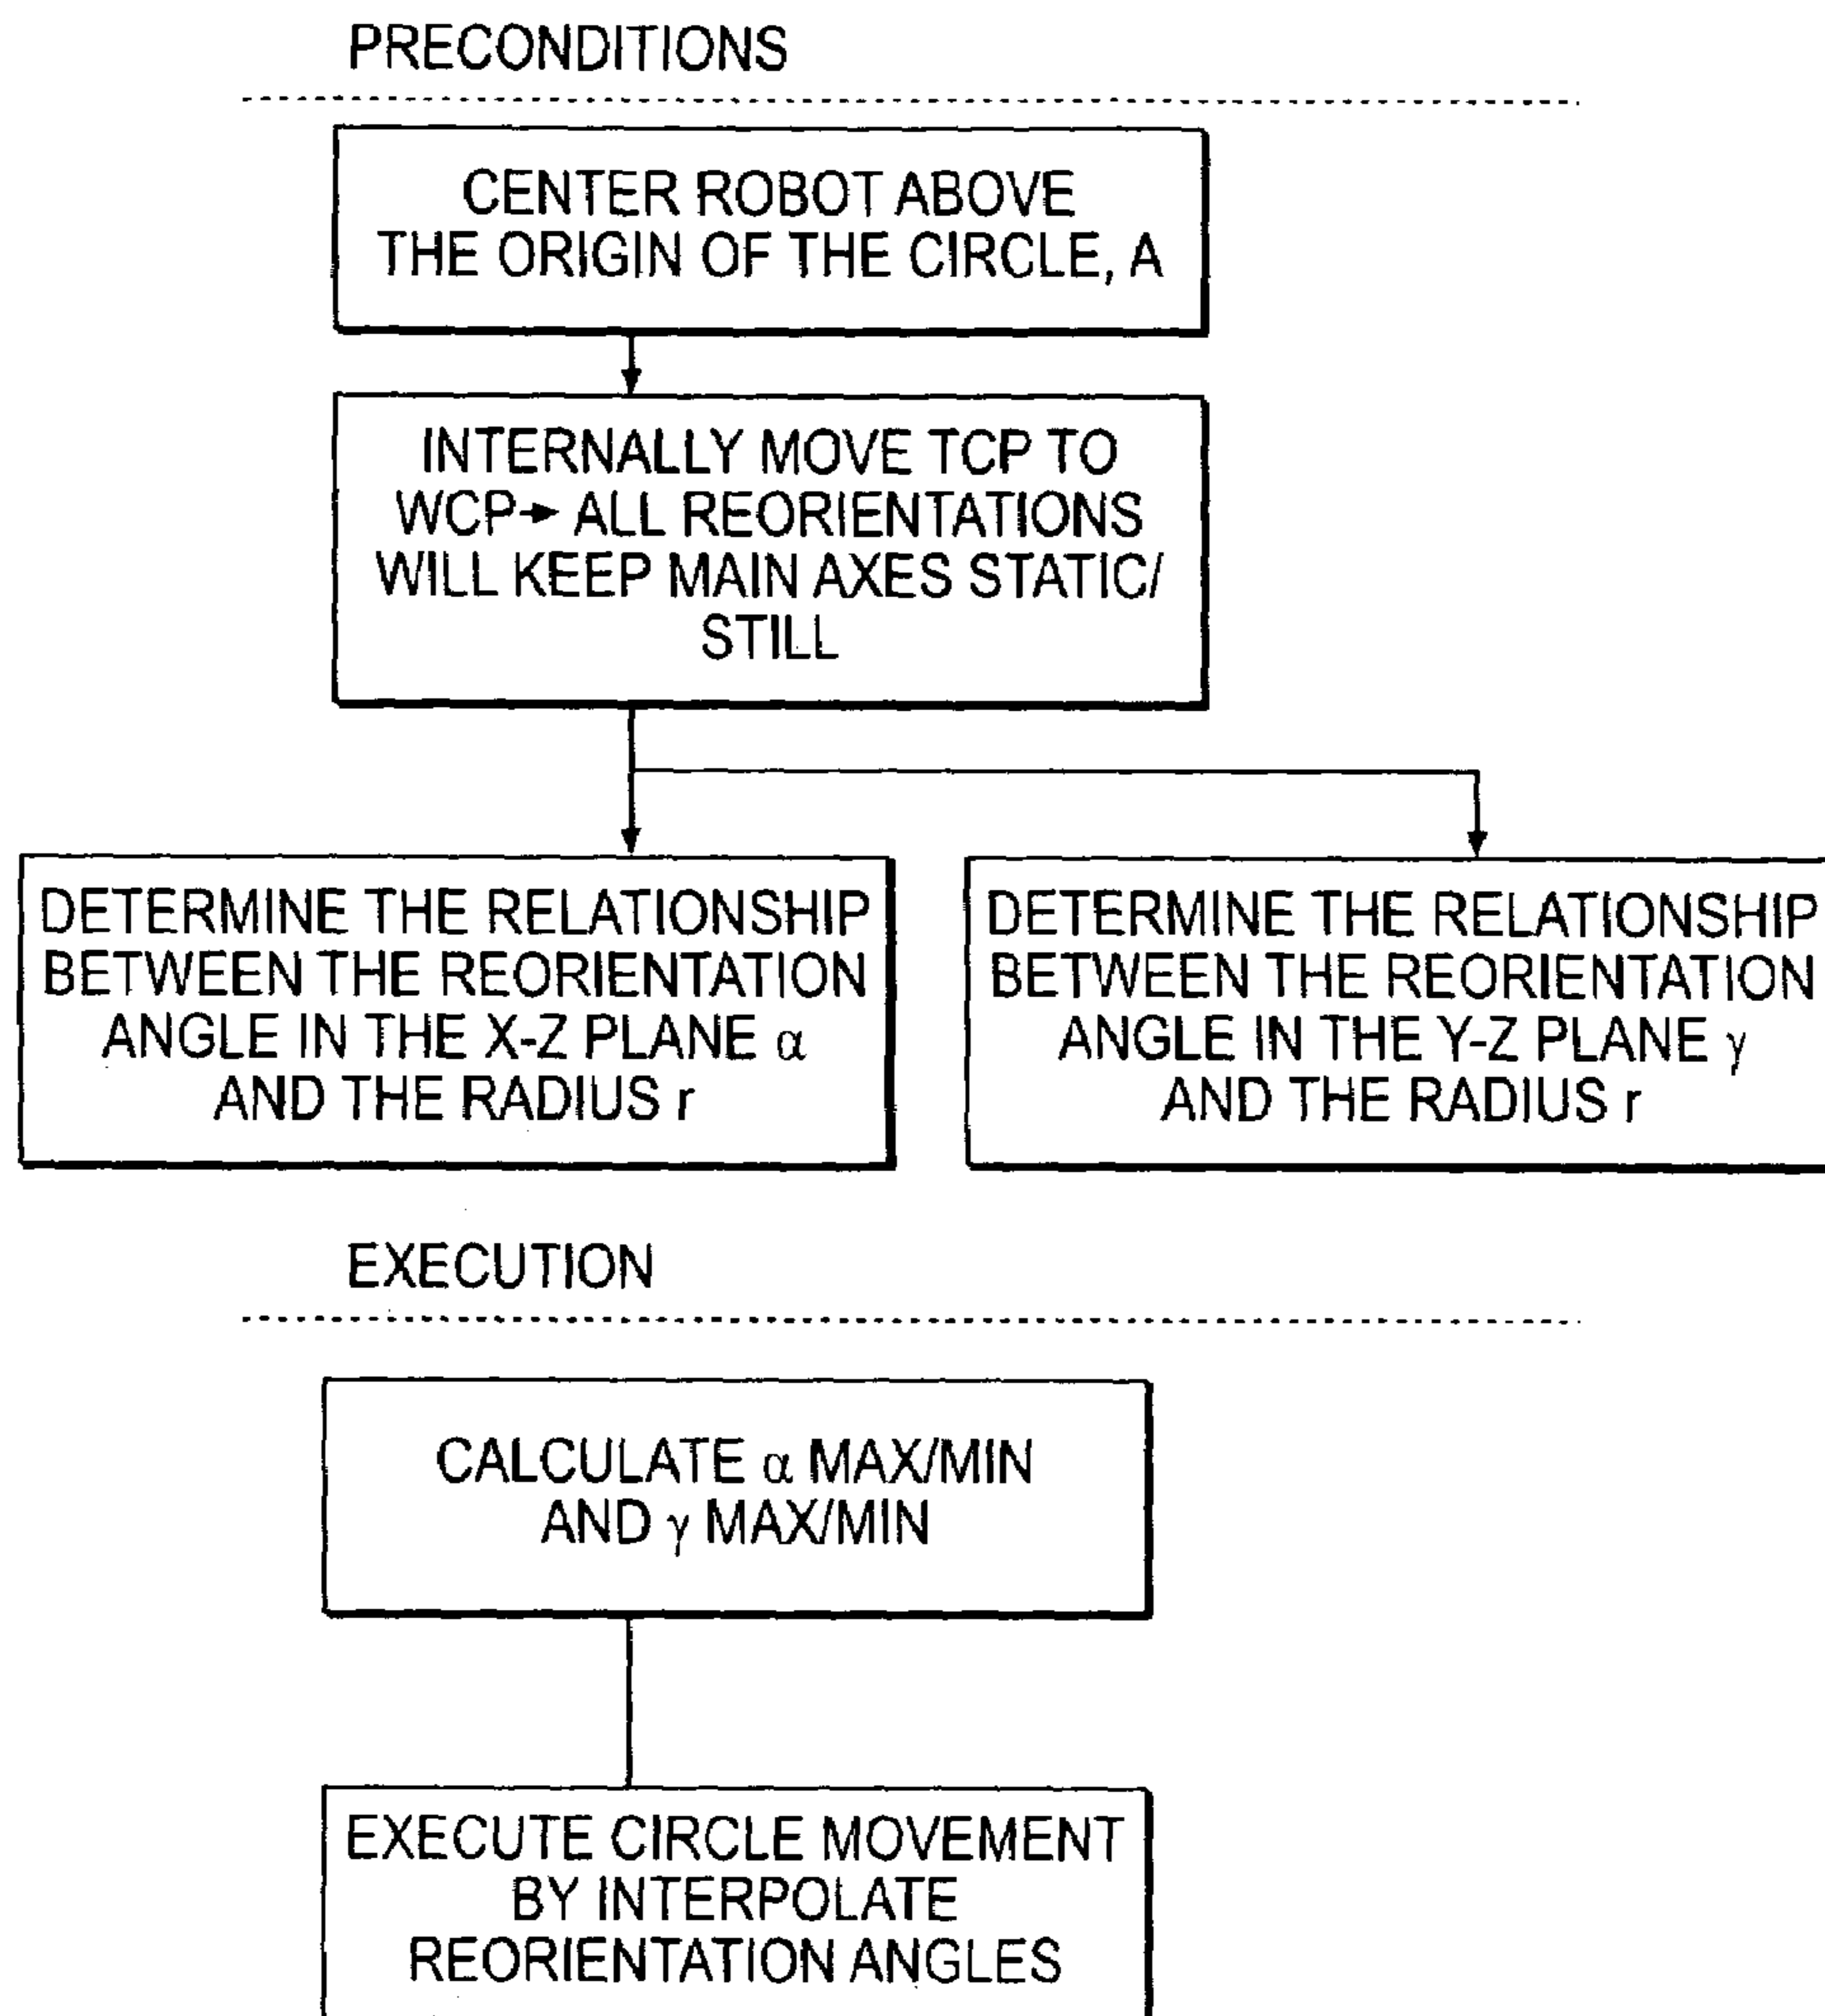 PRECONDITIONS
CENTER ROBOT ABOVE
THE ORIGIN OF THE CIRCLE, A
INTERNALLY MOVE TCP TO
WCP→ ALL REORIENTATIONS
WILL KEEP MAIN AXES STATIC/
STILL
DETERMINE THE RELATIONSHIP
BETWEEN THE REORIENTATION
ANGLE IN THE X-Z PLANE α
AND THE RADIUS r
DETERMINE THE RELATIONSHIP
BETWEEN THE REORIENTATION
ANGLE IN THE Y-Z PLANE γ
AND THE RADIUS r
EXECUTION
CALCULATE α MAX/MIN
AND γ MAX/MIN
EXECUTE CIRCLE MOVEMENT
BY INTERPOLATE
REORIENTATION ANGLES